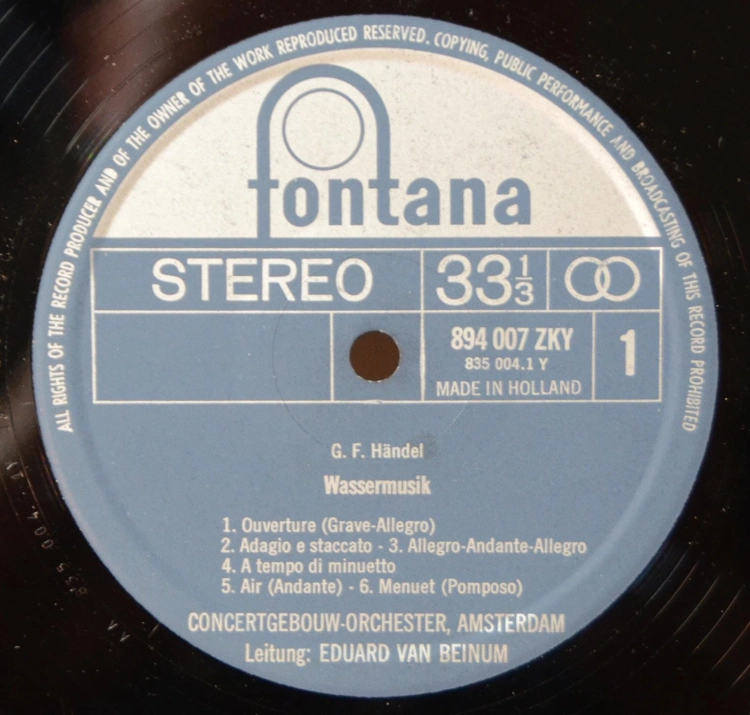 ALL RIGHTS OF THE RECORD PRODUCER AND OF THE OWNER OF THE WORK REPRODUCED RESERVED. COPYING, PUBLIC PERFORMANCE AND BROADCASTING OF THIS RECORD PROHIBITED
fontana
STEREO 33 1/3
894 007 ZKY
835 004.1 Y
MADE IN HOLLAND
1
G. F. Händel
Wassermusik
1. Ouverture (Grave-Allegro)
2. Adagio e staccato - 3. Allegro-Andante-Allegro
4. A tempo di minuetto
5. Air (Andante) - 6. Menuet (Pomposo)
CONCERTGEBOUW-ORCHESTER, AMSTERDAM
Leitung: EDUARD VAN BEINUM